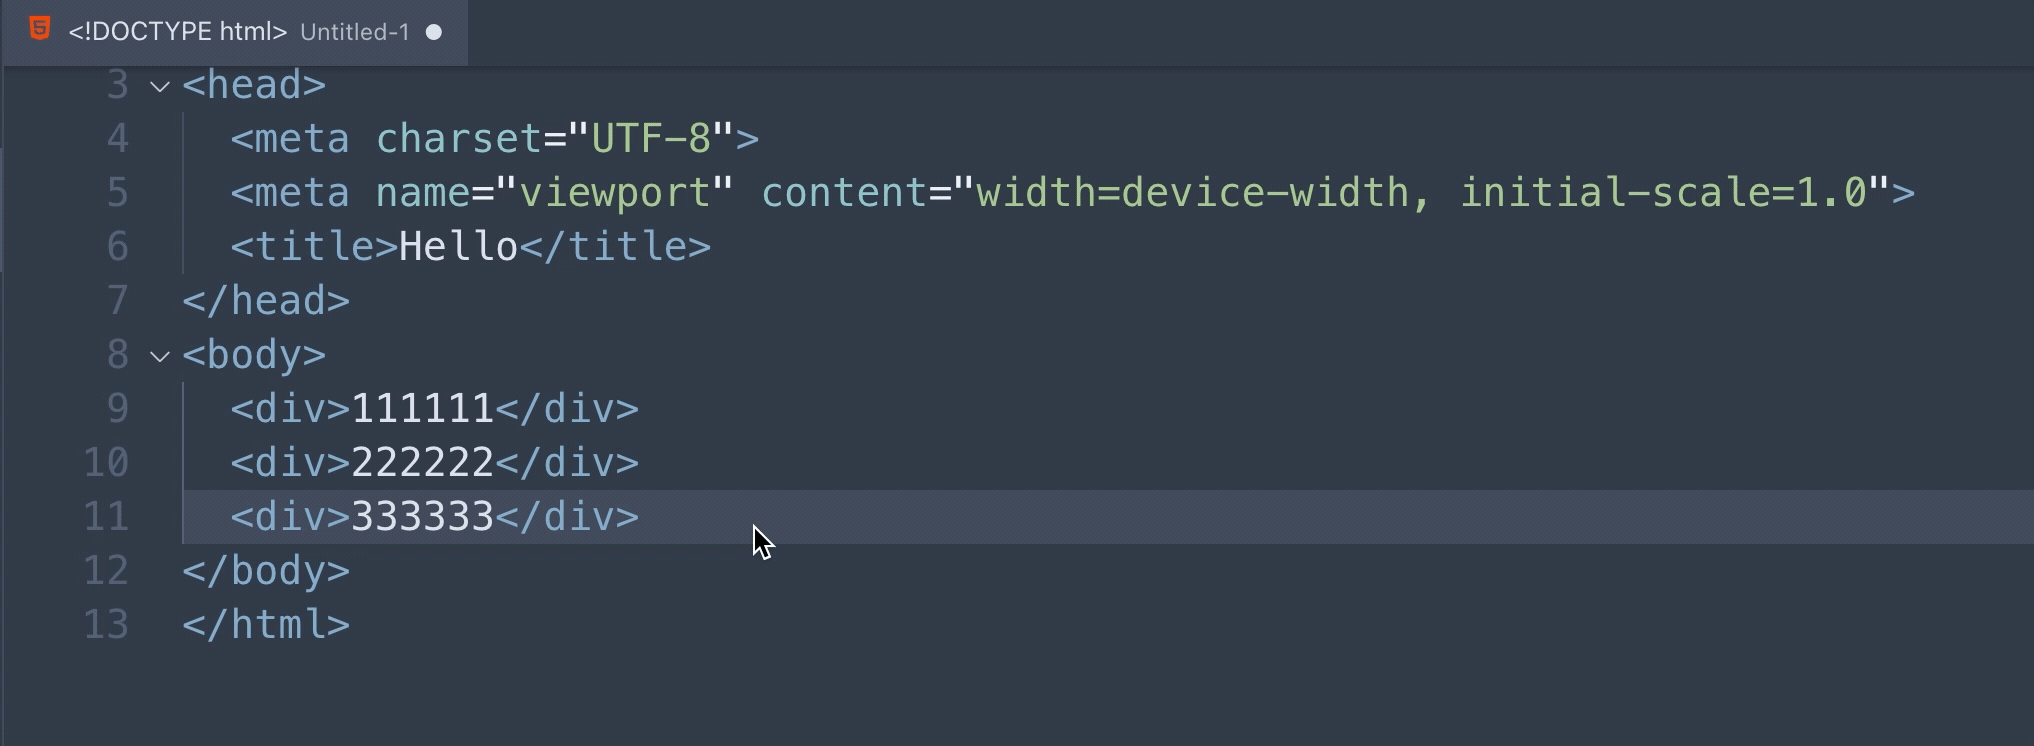 <!DOCTYPE html> Untitled-1
3 <head>
4 <meta charset="UTF-8">
5 <meta name="viewport" content="width=device-width, initial-scale=1.0">
6 <title>Hello</title>
7 </head>
8 <body>
9 <div>111111</div>
10 <div>222222</div>
11 <div>333333</div>
12 </body>
13 </html>